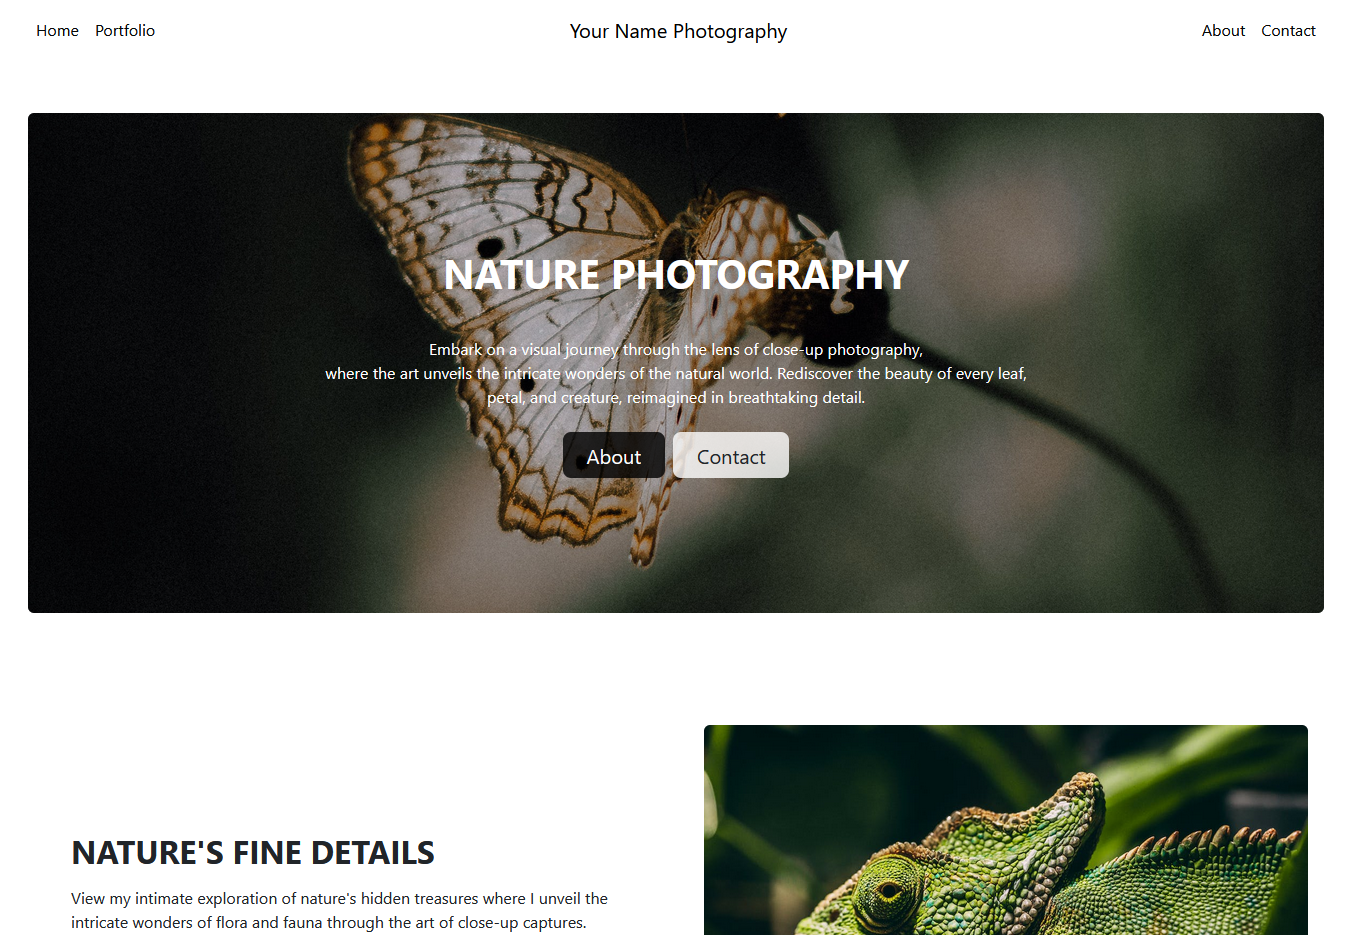 Home Portfolio Your Name Photography About Contact
NATURE PHOTOGRAPHY
Embark on a visual journey through the lens of close-up photography,
where the art unveils the intricate wonders of the natural world. Rediscover the beauty of every leaf,
petal, and creature, reimagined in breathtaking detail.
About Contact
NATURE'S FINE DETAILS
View my intimate exploration of nature's hidden treasures where I unveil the
intricate wonders of flora and fauna through the art of close-up captures.